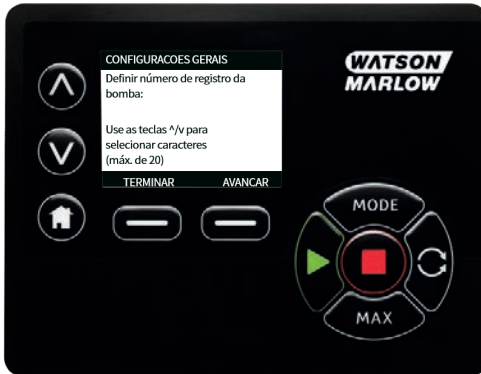 CONFIGURACOES GERAIS
Definir número de registro da
bomba:
Use as teclas ^/v para
selecionar caracteres
(máx. de 20)
TERMINAR AVANCAR
WATSON
MARLOW
MODE
MAX